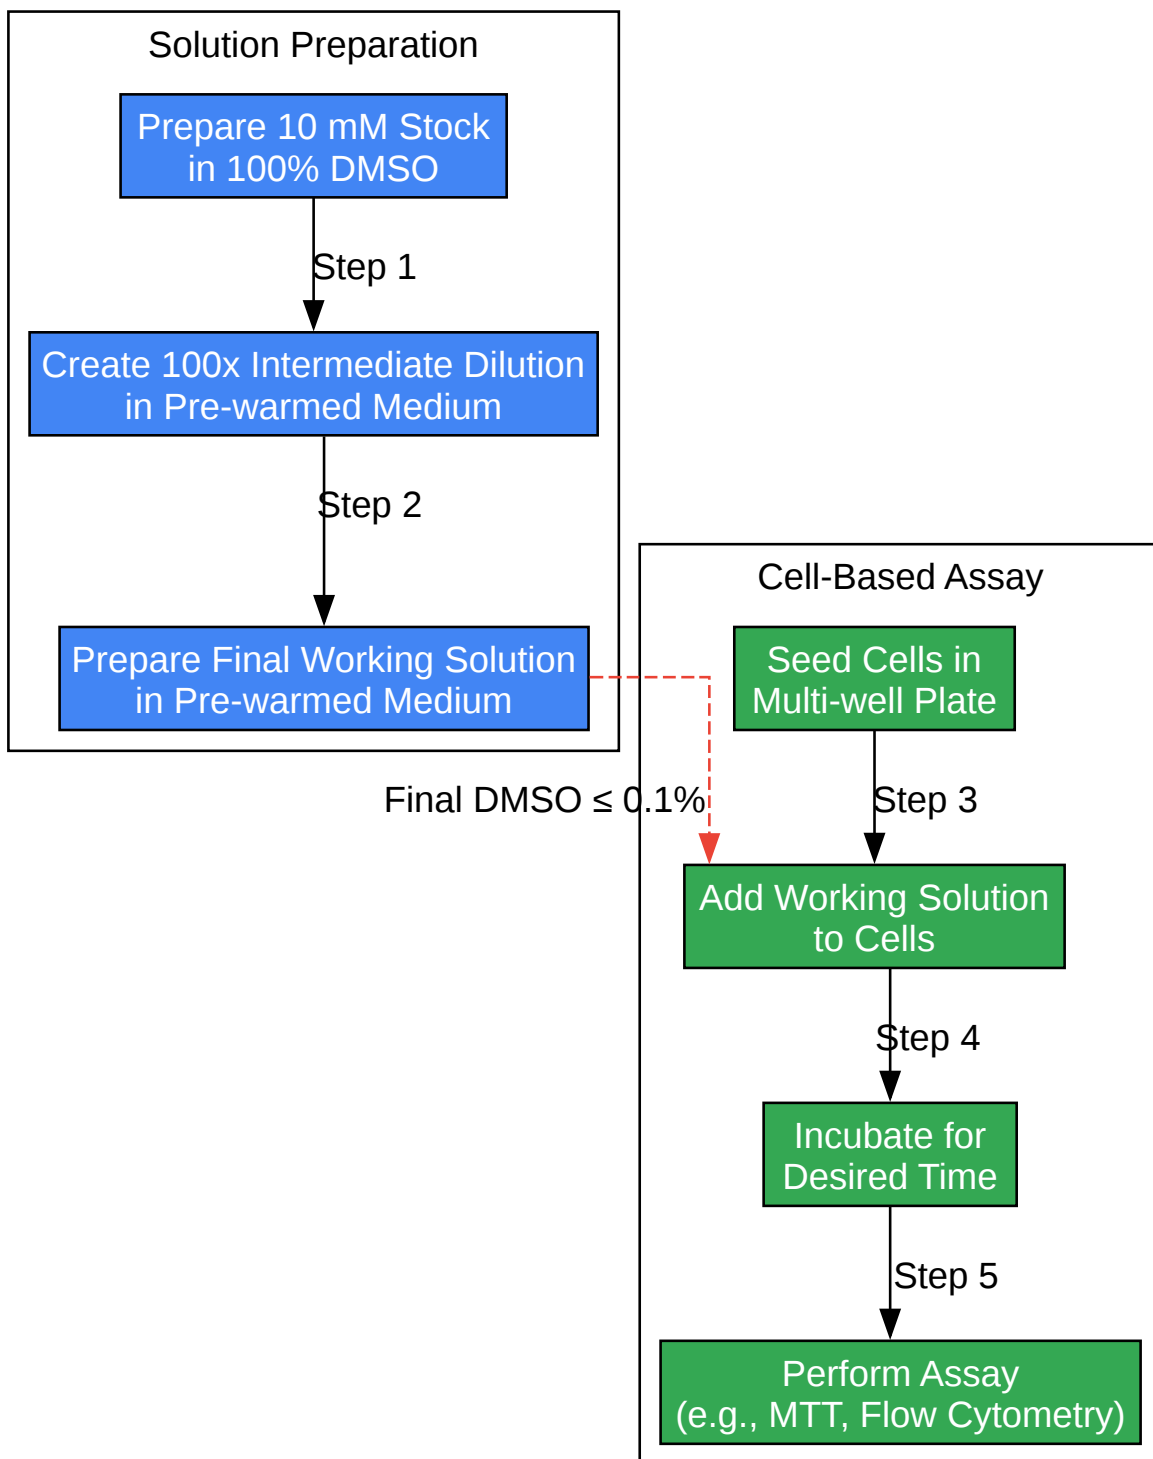 Solution Preparation
Prepare 10 mM Stock
in 100% DMSO
Step 1
Create 100x Intermediate Dilution
in Pre-warmed Medium
Step 2
Prepare Final Working Solution
in Pre-warmed Medium
Final DMSO ≤ 0.1%
Cell-Based Assay
Seed Cells in
Multi-well Plate
Step 3
Add Working Solution
to Cells
Step 4
Incubate for
Desired Time
Step 5
Perform Assay
(e.g., MTT, Flow Cytometry)